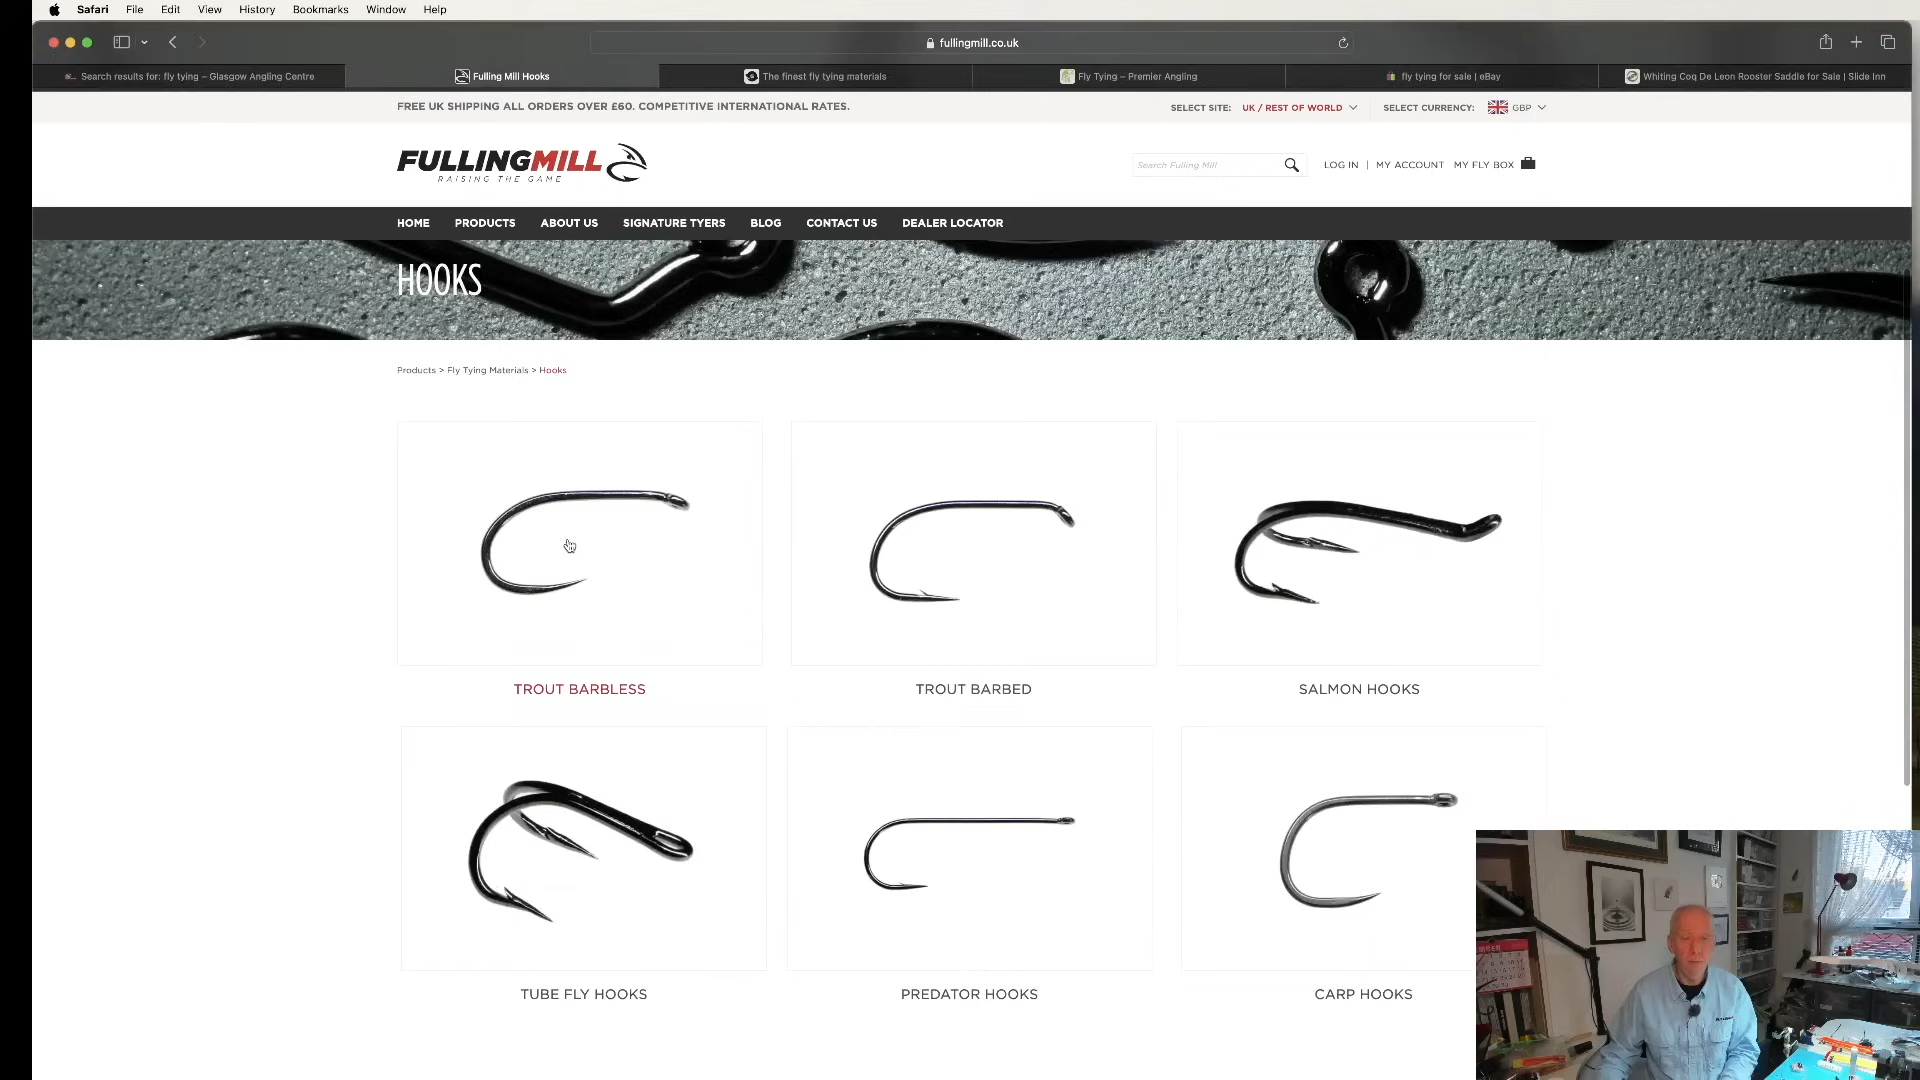 Safari File Edit View History Bookmarks Window Help
fullingmill.co.uk
Search results for: fly tying – Glasgow Angling Centre
Fulling Mill Hooks
The finest fly tying materials
Fly Tying – Premier Angling
fly tying for sale | eBay
Whiting Coq De Leon Rooster Saddle for Sale | Slide Inn
FREE UK SHIPPING ALL ORDERS OVER £60. COMPETITIVE INTERNATIONAL RATES.
SELECT SITE: UK / REST OF WORLD
SELECT CURRENCY: GBP
FULLINGMILL
RAISING THE GAME
Search Fulling Mill
LOG IN | MY ACCOUNT MY FLY BOX
HOME PRODUCTS ABOUT US SIGNATURE TYERS BLOG CONTACT US DEALER LOCATOR
HOOKS
Products > Fly Tying Materials > Hooks
TROUT BARBLESS
TROUT BARBED
SALMON HOOKS
TUBE FLY HOOKS
PREDATOR HOOKS
CARP HOOKS